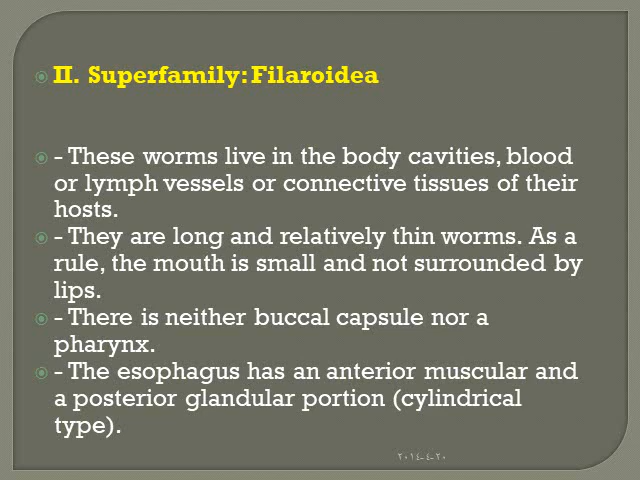 II. Superfamily: Filaroidea
- These worms live in the body cavities, blood
or lymph vessels or connective tissues of their
hosts.
- They are long and relatively thin worms. As a
rule, the mouth is small and not surrounded by
lips.
- There is neither buccal capsule nor a
pharynx.
- The esophagus has an anterior muscular and
a posterior glandular portion (cylindrical
type).
٢٠١٤-٤-٢٠